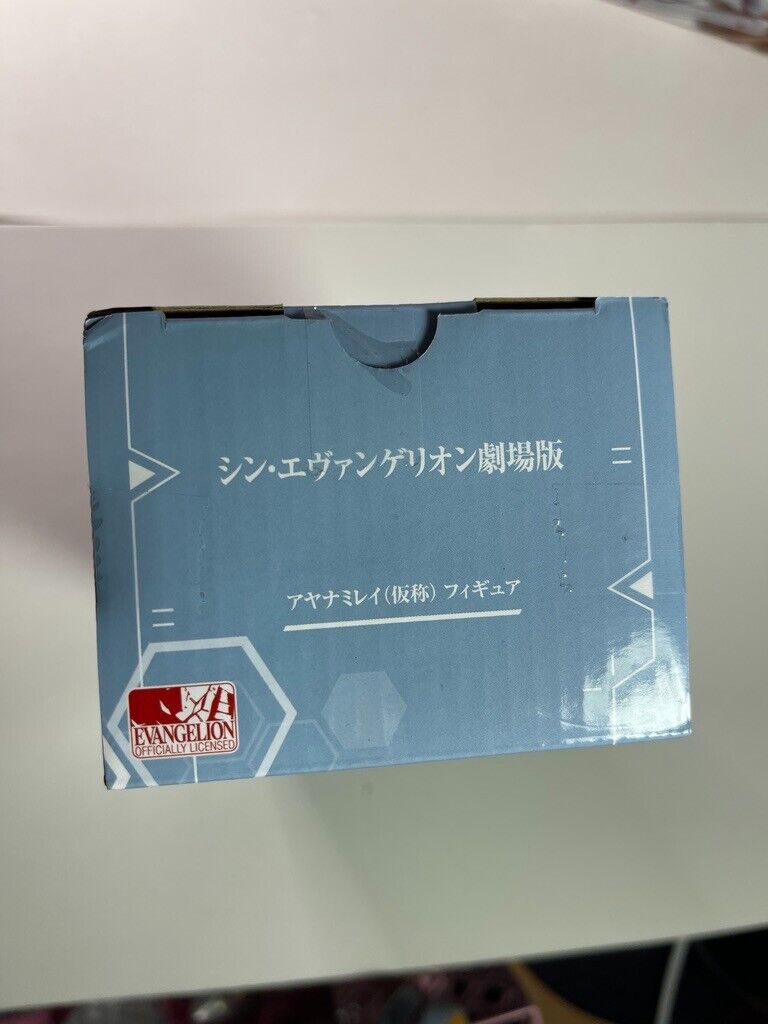 シン・エヴァンゲリオン劇場版
アヤナミレイ(仮称) フィギュア
EVANGELION
OFFICIALLY LICENSED